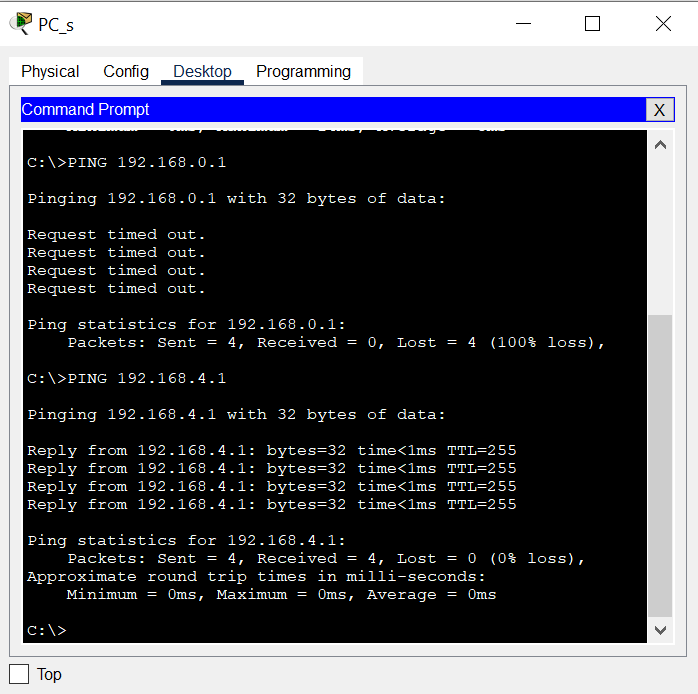 PC_s
Physical Config Desktop Programming
Command Prompt X
C:\>PING 192.168.0.1
Pinging 192.168.0.1 with 32 bytes of data:
Request timed out.
Request timed out.
Request timed out.
Request timed out.
Ping statistics for 192.168.0.1:
Packets: Sent = 4, Received = 0, Lost = 4 (100% loss),
C:\>PING 192.168.4.1
Pinging 192.168.4.1 with 32 bytes of data:
Reply from 192.168.4.1: bytes=32 time<1ms TTL=255
Reply from 192.168.4.1: bytes=32 time<1ms TTL=255
Reply from 192.168.4.1: bytes=32 time<1ms TTL=255
Reply from 192.168.4.1: bytes=32 time<1ms TTL=255
Ping statistics for 192.168.4.1:
Packets: Sent = 4, Received = 4, Lost = 0 (0% loss),
Approximate round trip times in milli-seconds:
Minimum = 0ms, Maximum = 0ms, Average = 0ms
C:\>
Top